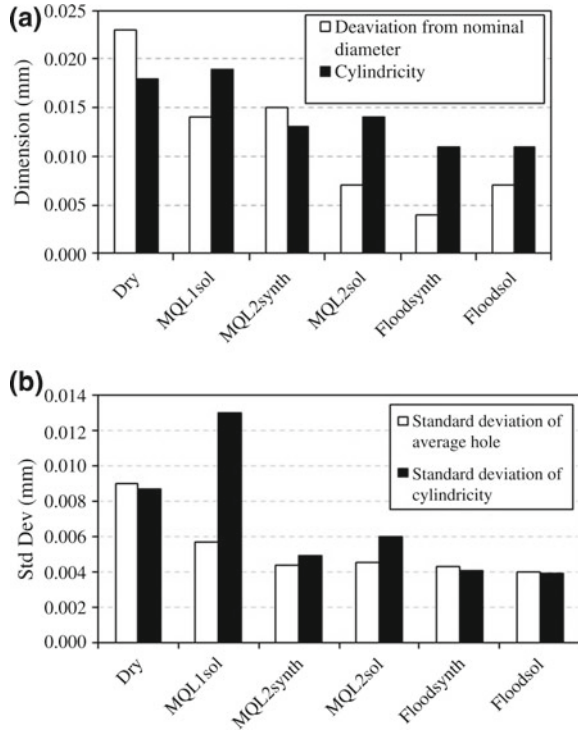 (a)
0.025
0.020
0.015
0.010
0.005
0.000
Dimension (mm)
Deaviation from nominal
diameter
Cylindricity
Dry
MQL1sol
MQL2synth
MQL2sol
Floodsynth
Floodsol
(b)
0.014
0.012
0.010
0.008
0.006
0.004
0.002
0.000
Std Dev (mm)
Standard deviation of
average hole
Standard deviation of
cylindricity
Dry
MQL1sol
MQL2synth
MQL2sol
Floodsynth
Floodsol